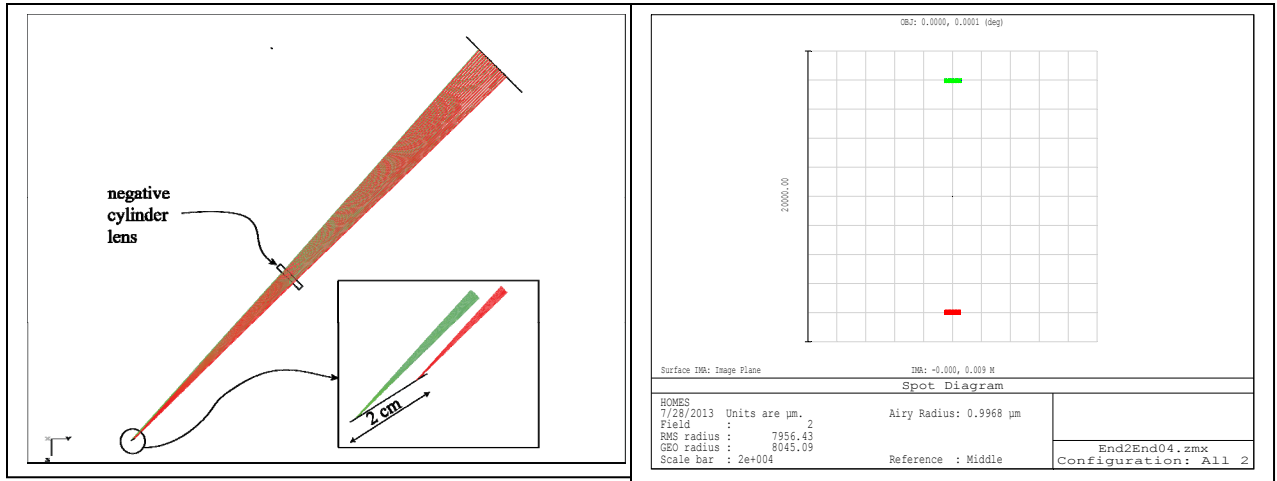 negative
cylinder
lens
2 cm
OBJ: 0.0000, 0.0001 (deg)
20000.00
Surface IMA: Image Plane
IMA: -0.000, 0.009 M
Spot Diagram
HOMES
7/28/2013 Units are µm.
Airy Radius: 0.9968 µm
Field : 2
RMS radius : 7956.43
GEO radius : 8045.09
Scale bar : 2e+004
Reference : Middle
End2End04.zmx
Configuration: All 2